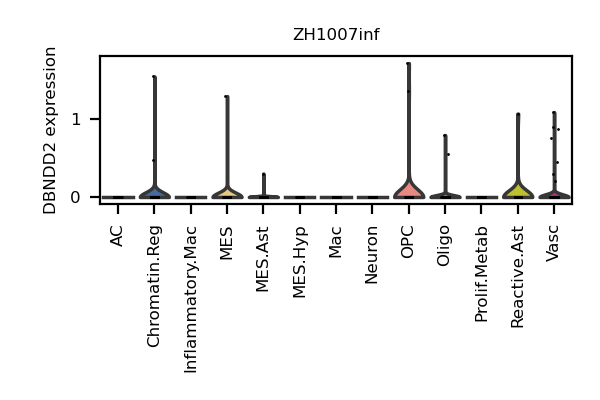 ZH1007inf
DBNDD2 expression
1
0
AC
Chromatin.Reg
Inflammatory.Mac
MES
MES.Ast
MES.Hyp
Mac
Neuron
OPC
Oligo
Prolif.Metab
Reactive.Ast
Vasc